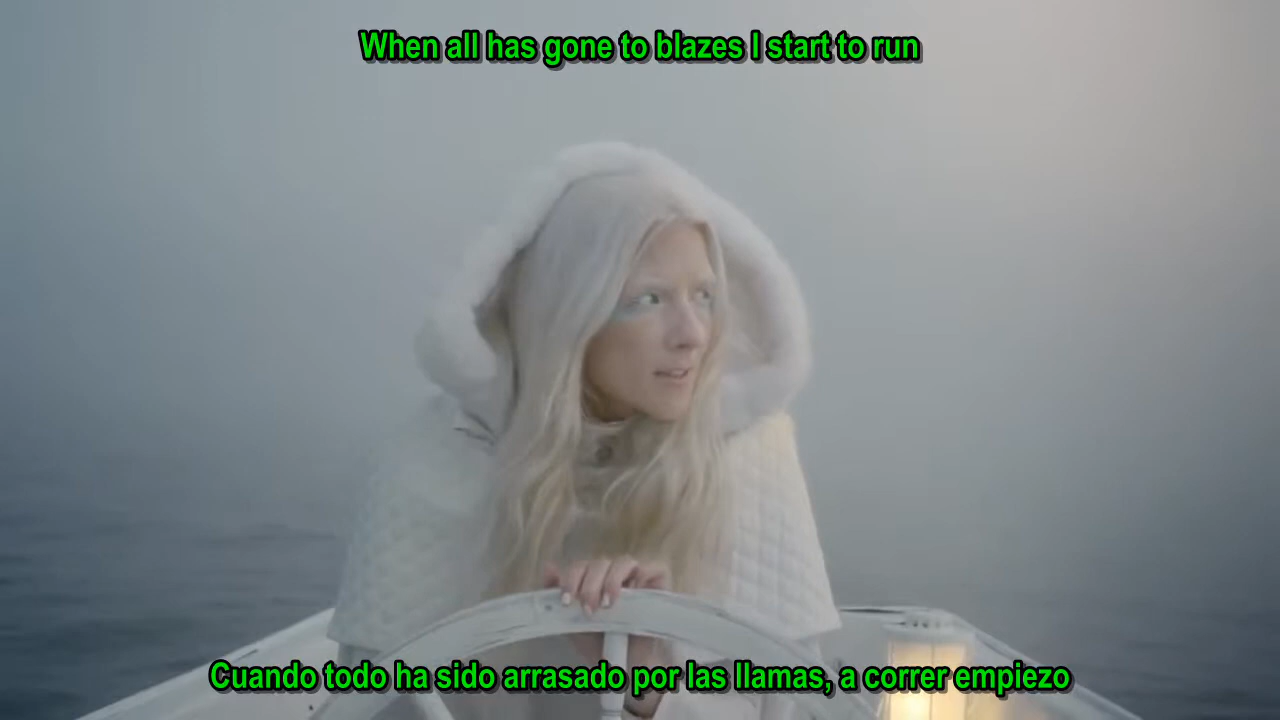 When all has gone to blazes I start to run
Cuando todo ha sido arrasado por las llamas, a correr empiezo